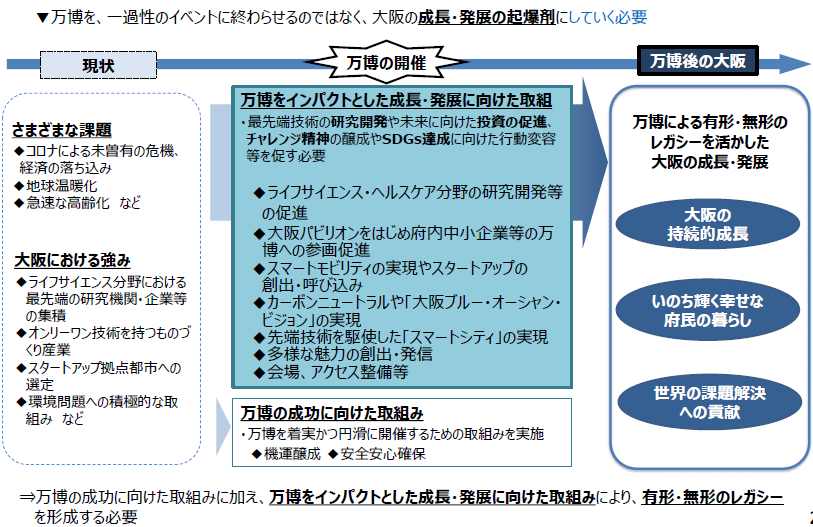 ▼万博を、一過性のイベントに終わらせるのではなく、大阪の成長・発展の起爆剤にしていく必要
現状
万博の開催
万博後の大阪
さまざまな課題
◆コロナによる未曽有の危機、
経済の落ち込み
◆地球温暖化
◆急速な高齢化 など
大阪における強み
◆ライフサイエンス分野における
最先端の研究機関・企業等
の集積
◆オンリーワン技術を持つものづ
くり産業
◆スタートアップ拠点都市への
選定
◆環境問題への積極的な取
組み など
万博をインパクトとした成長・発展に向けた取組
・最先端技術の研究開発や未来に向けた投資の促進、
チャレンジ精神の醸成やSDGs達成に向けた行動変容
等を促す必要
◆ライフサイエンス・ヘルスケア分野の研究開発等
の促進
◆大阪パビリオンをはじめ府内中小企業等の万
博への参画促進
◆スマートモビリティの実現やスタートアップの
創出・呼び込み
◆カーボンニュートラルや「大阪ブルー・オーシャン・
ビジョン」の実現
◆先端技術を駆使した「スマートシティ」の実現
◆多様な魅力の創出・発信
◆会場、アクセス整備等
万博の成功に向けた取組み
・万博を着実かつ円滑に開催するための取組みを実施
◆機運醸成 ◆安全安心確保
万博による有形・無形の
レガシーを活かした
大阪の成長・発展
大阪の
持続的成長
いのち輝く幸せな
府民の暮らし
世界の課題解決
への貢献
⇒万博の成功に向けた取組みに加え、万博をインパクトとした成長・発展に向けた取組みにより、有形・無形のレガシー
を形成する必要